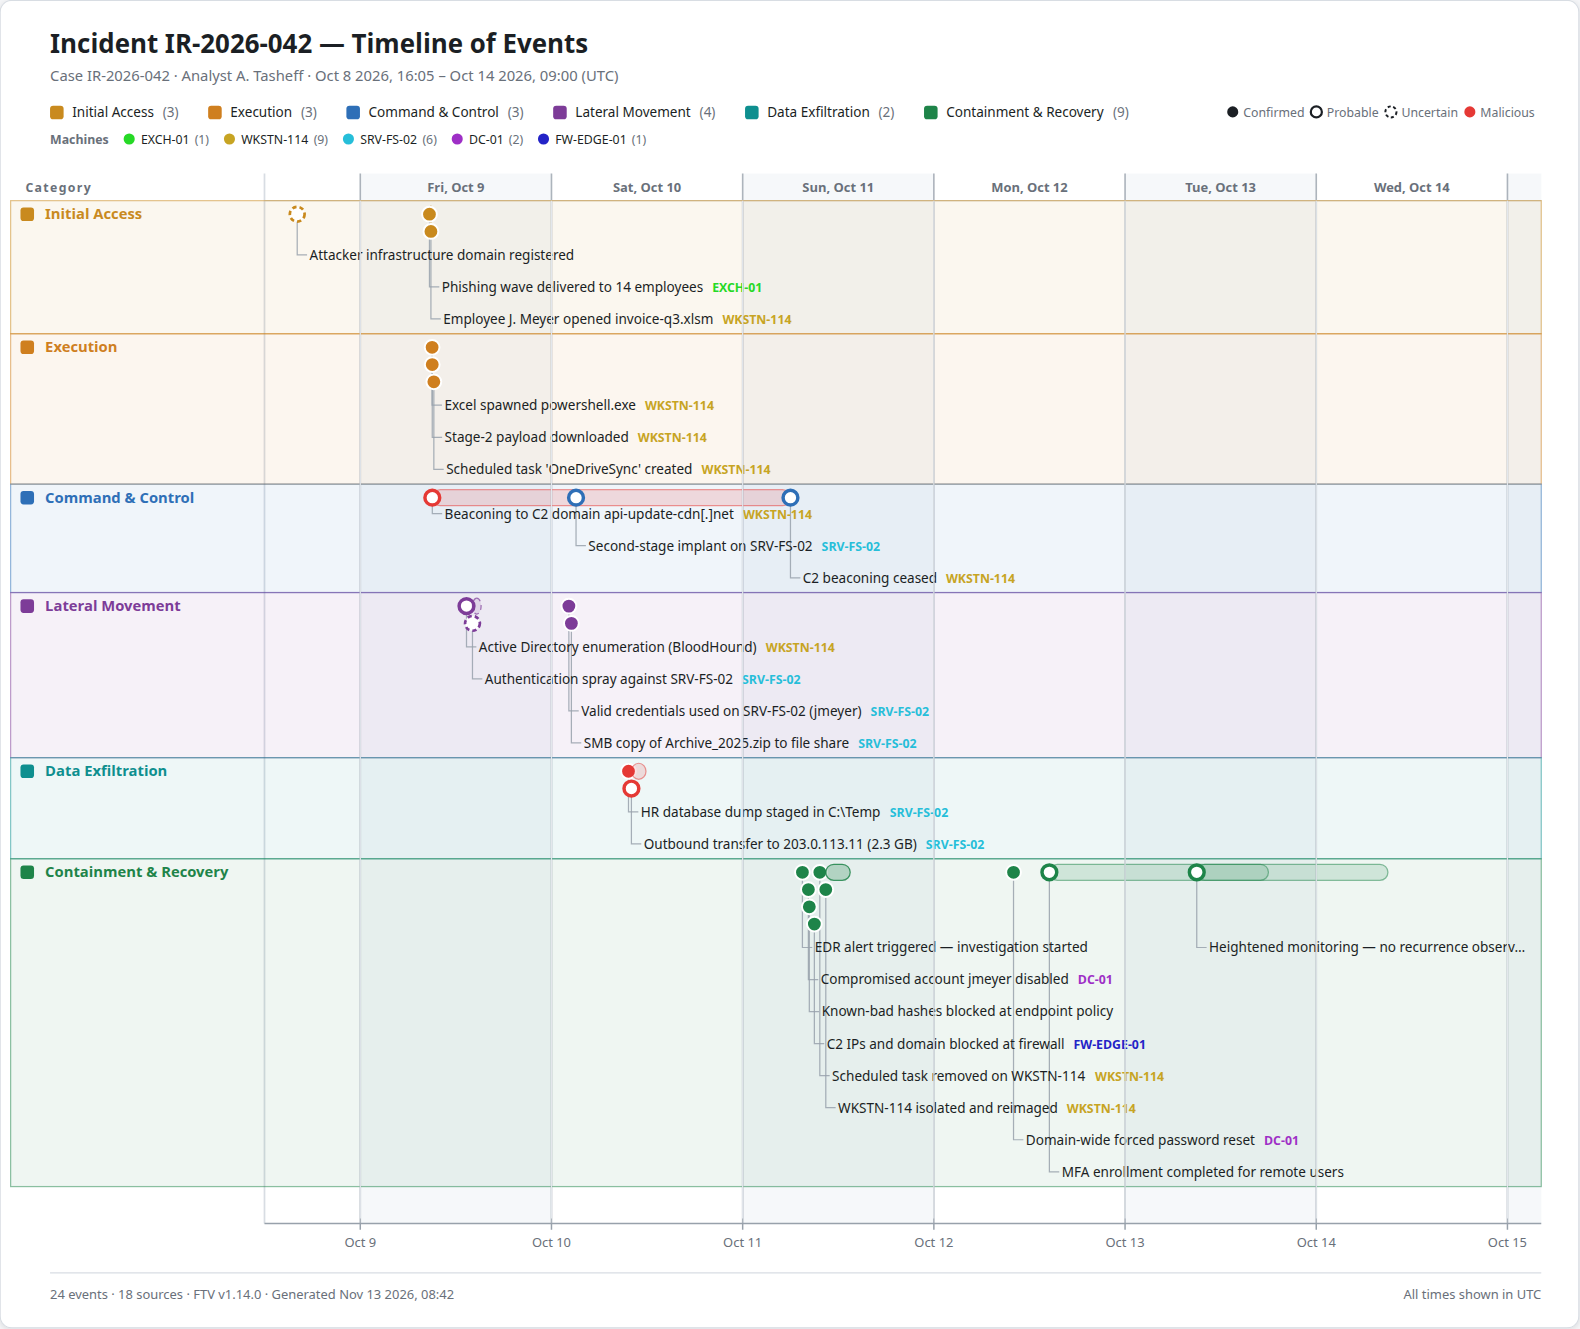 Incident IR-2026-042 — Timeline of Events
Case IR-2026-042 · Analyst A. Tasheff · Oct 8 2026, 16:05 – Oct 14 2026, 09:00 (UTC)
Initial Access (3) Execution (3) Command & Control (3) Lateral Movement (4) Data Exfiltration (2) Containment & Recovery (9) Confirmed Probable Uncertain Malicious
Machines EXCH-01 (1) WKSTN-114 (9) SRV-FS-02 (6) DC-01 (2) FW-EDGE-01 (1)
Category Fri, Oct 9 Sat, Oct 10 Sun, Oct 11 Mon, Oct 12 Tue, Oct 13 Wed, Oct 14
Initial Access
Attacker infrastructure domain registered
Phishing wave delivered to 14 employees EXCH-01
Employee J. Meyer opened invoice-q3.xlsm WKSTN-114
Execution
Excel spawned powershell.exe WKSTN-114
Stage-2 payload downloaded WKSTN-114
Scheduled task 'OneDriveSync' created WKSTN-114
Command & Control
Beaconing to C2 domain api-update-cdn[.]net WKSTN-114
Second-stage implant on SRV-FS-02 SRV-FS-02
C2 beaconing ceased WKSTN-114
Lateral Movement
Active Directory enumeration (BloodHound) WKSTN-114
Authentication spray against SRV-FS-02 SRV-FS-02
Valid credentials used on SRV-FS-02 (jmeyer) SRV-FS-02
SMB copy of Archive_2025.zip to file share SRV-FS-02
Data Exfiltration
HR database dump staged in C:\Temp SRV-FS-02
Outbound transfer to 203.0.113.11 (2.3 GB) SRV-FS-02
Containment & Recovery
EDR alert triggered — investigation started Heightened monitoring — no recurrence observ...
Compromised account jmeyer disabled DC-01
Known-bad hashes blocked at endpoint policy
C2 IPs and domain blocked at firewall FW-EDGE-01
Scheduled task removed on WKSTN-114 WKSTN-114
WKSTN-114 isolated and reimaged WKSTN-114
Domain-wide forced password reset DC-01
MFA enrollment completed for remote users
Oct 9 Oct 10 Oct 11 Oct 12 Oct 13 Oct 14 Oct 15
24 events · 18 sources · FTV v1.14.0 · Generated Nov 13 2026, 08:42 All times shown in UTC